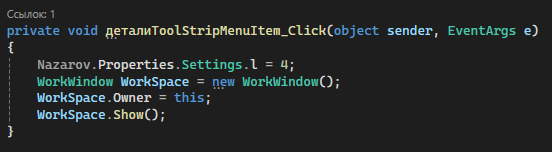 Ссылок: 1
private void деталиToolStripMenuItem_Click(object sender, EventArgs e)
{
Nazarov.Properties.Settings.l = 4;
WorkWindow WorkSpace = new WorkWindow();
WorkSpace.Owner = this;
WorkSpace.Show();
}